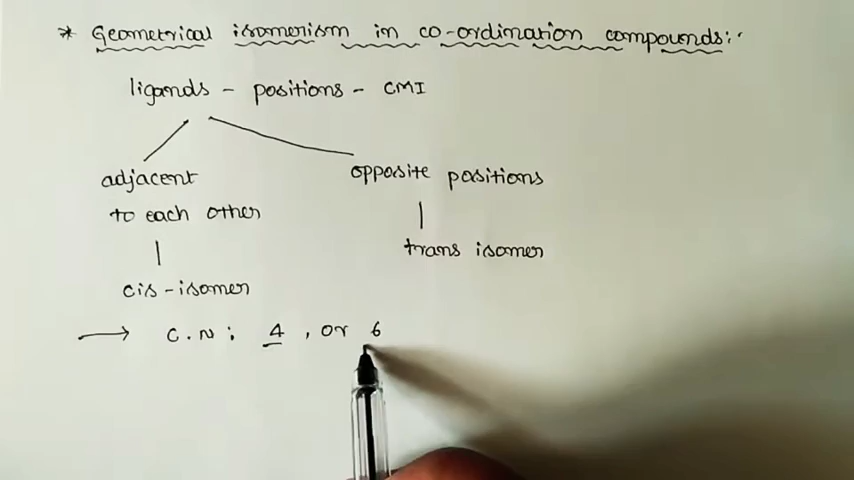 * Geometrical isomerism in co-ordination compounds:-
ligands - positions - CMI
adjacent
to each other
cis-isomer
opposite positions
trans isomer
→ C.N: 4, or 6